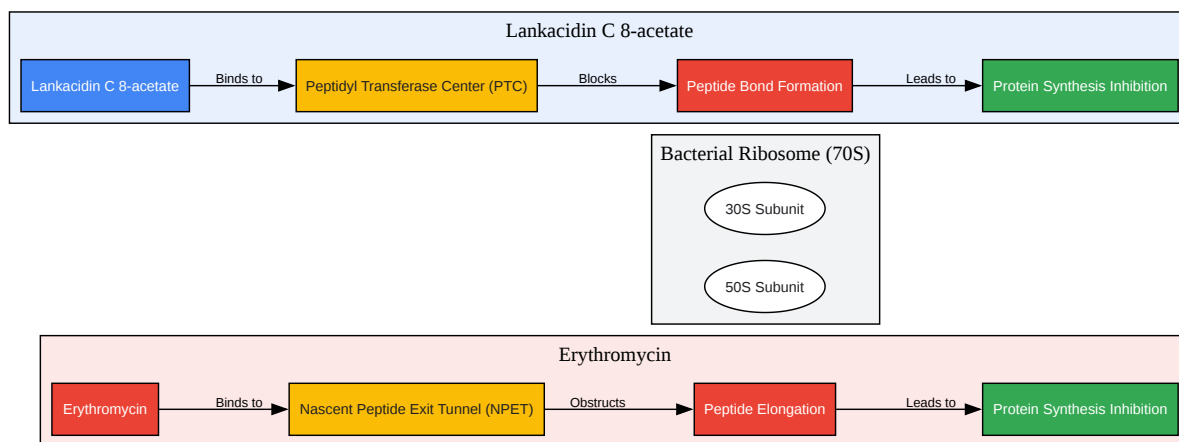 Lankacidin C 8-acetate
Lankacidin C 8-acetate
Binds to
Peptidyl Transferase Center (PTC)
Blocks
Peptide Bond Formation
Leads to
Protein Synthesis Inhibition
Bacterial Ribosome (70S)
30S Subunit
50S Subunit
Erythromycin
Erythromycin
Binds to
Nascent Peptide Exit Tunnel (NPET)
Obstructs
Peptide Elongation
Leads to
Protein Synthesis Inhibition